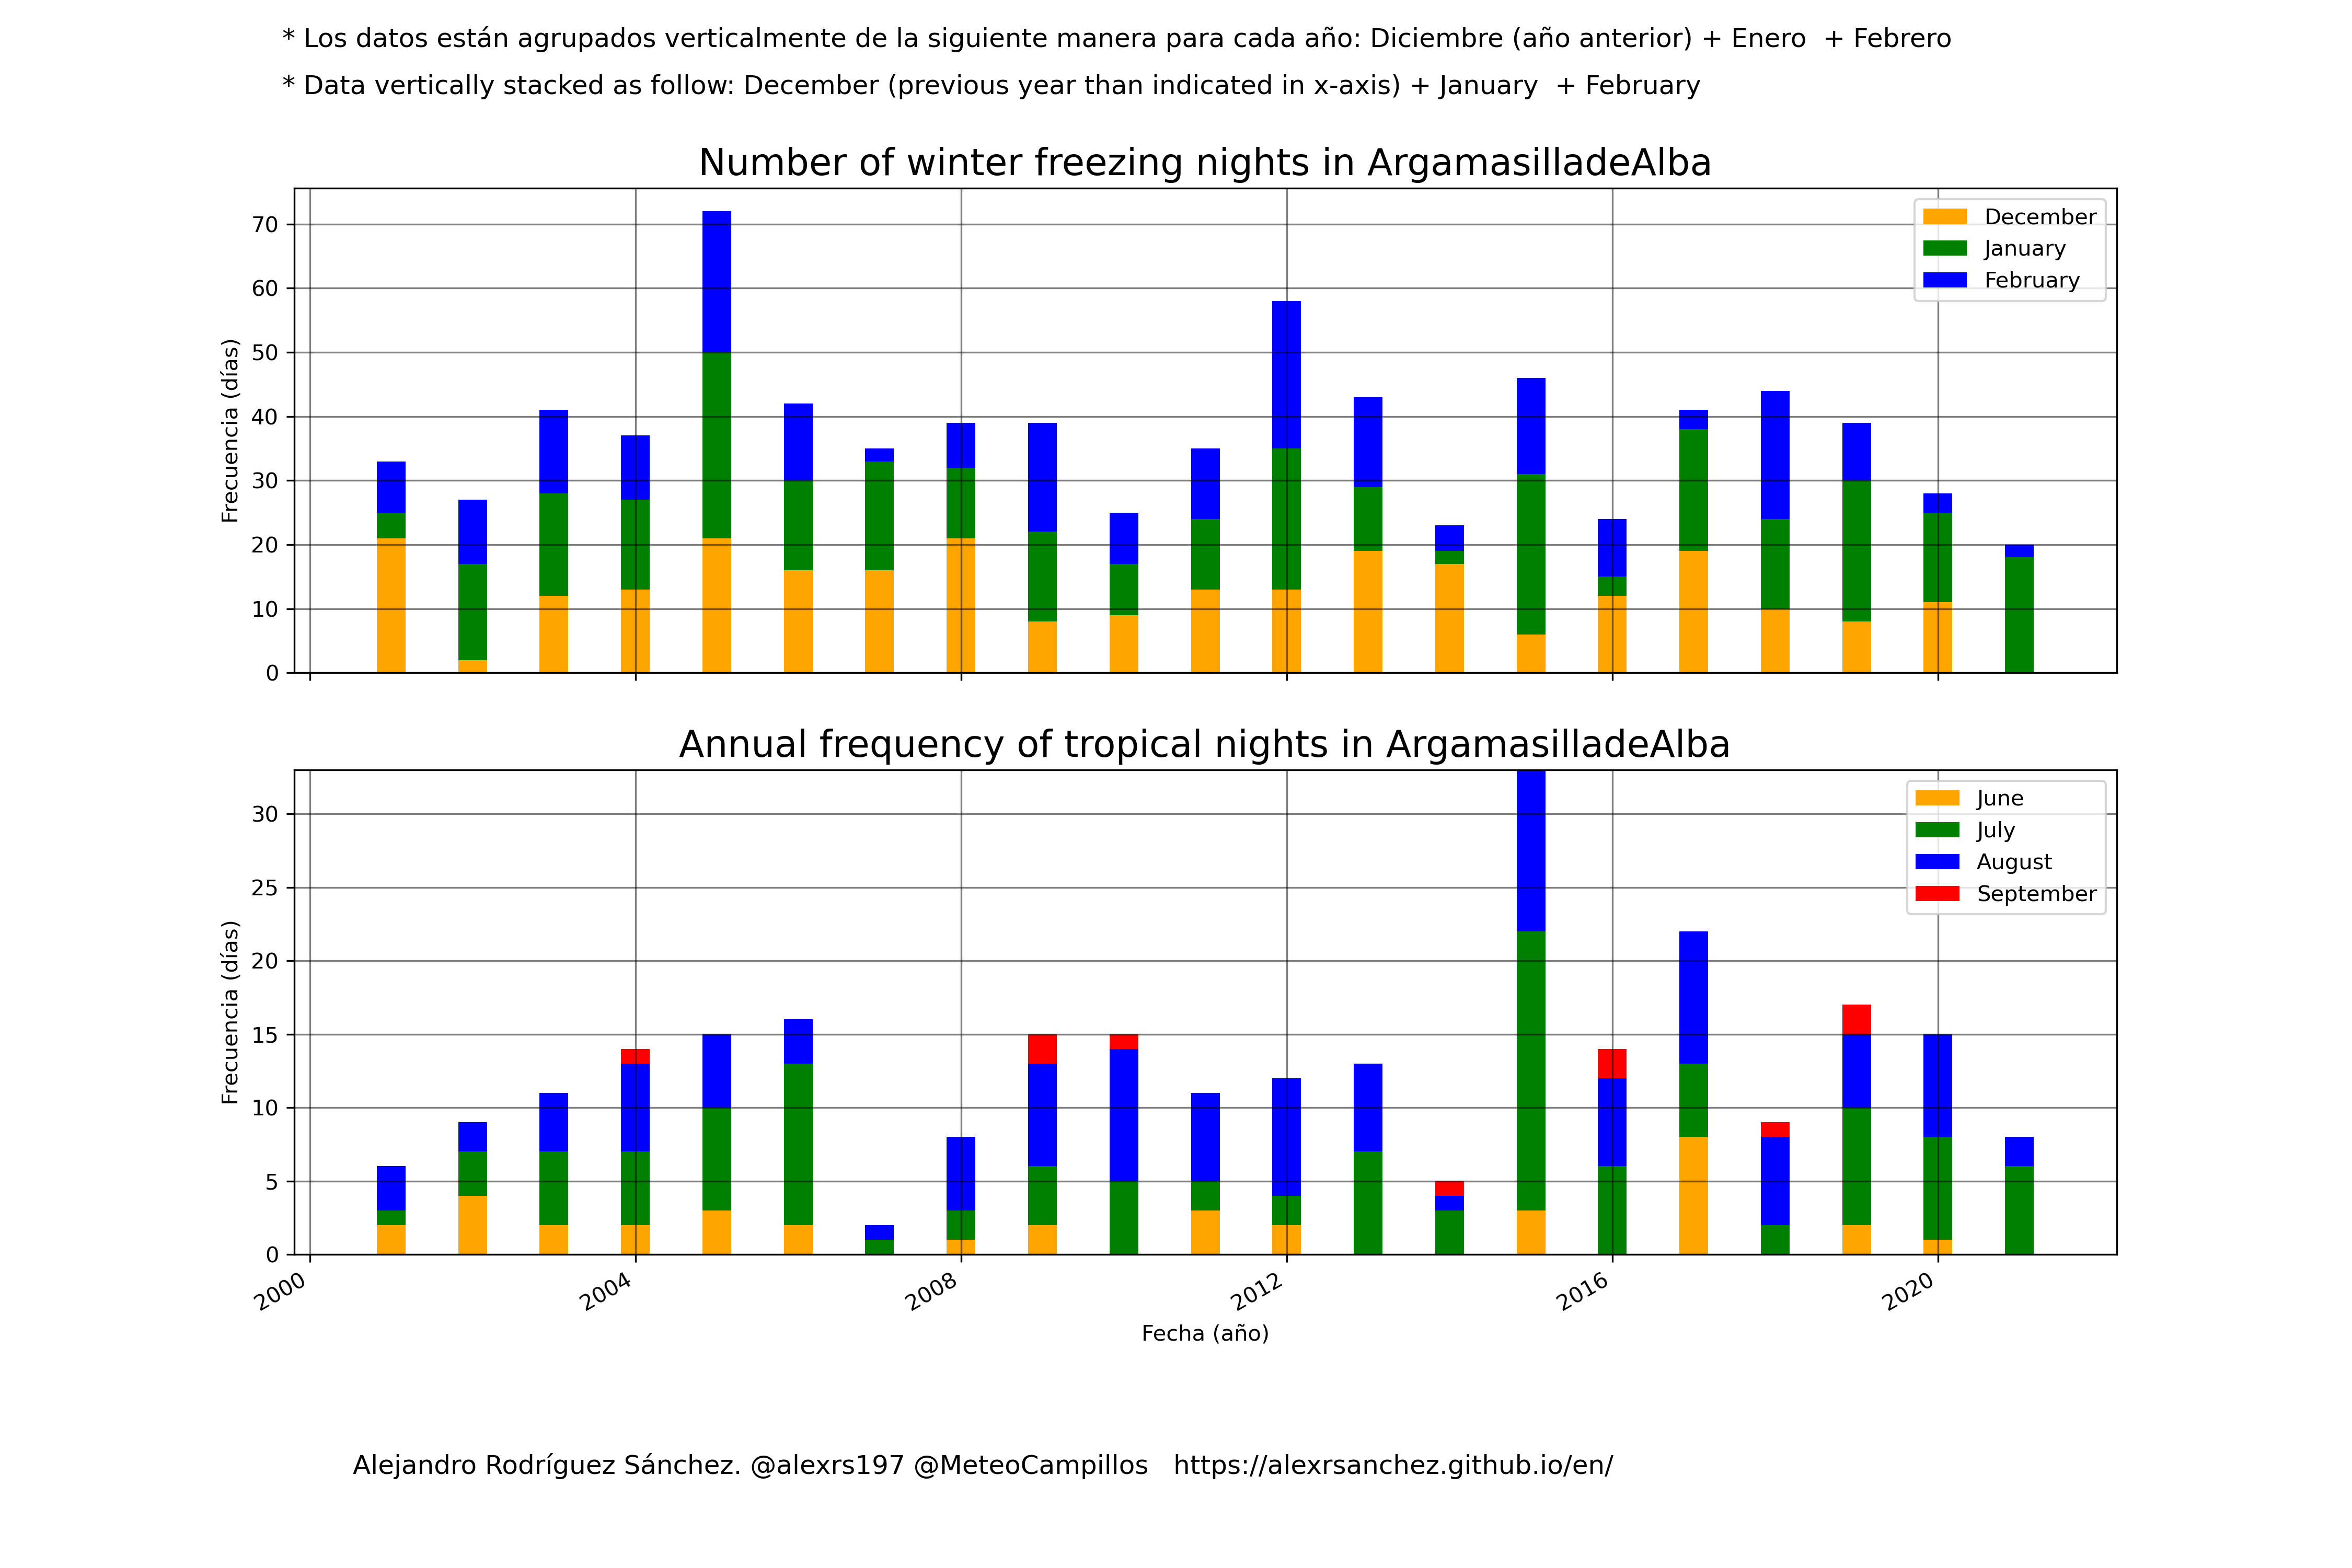 * Los datos están agrupados verticalmente de la siguiente manera para cada año: Diciembre (año anterior) + Enero  + Febrero
* Data vertically stacked as follow: December (previous year than indicated in x-axis) + January  + February
Number of winter freezing nights in ArgamasilladeAlba
Frecuencia (días)
70
60
50
40
30
20
10
0
December
January
February
Annual frequency of tropical nights in ArgamasilladeAlba
Frecuencia (días)
30
25
20
15
10
5
0
June
July
August
September
2000
2004
2008
2012
2016
2020
Fecha (año)
Alejandro Rodríguez Sánchez. @alexrs197 @MeteoCampillos   https://alexrsanchez.github.io/en/